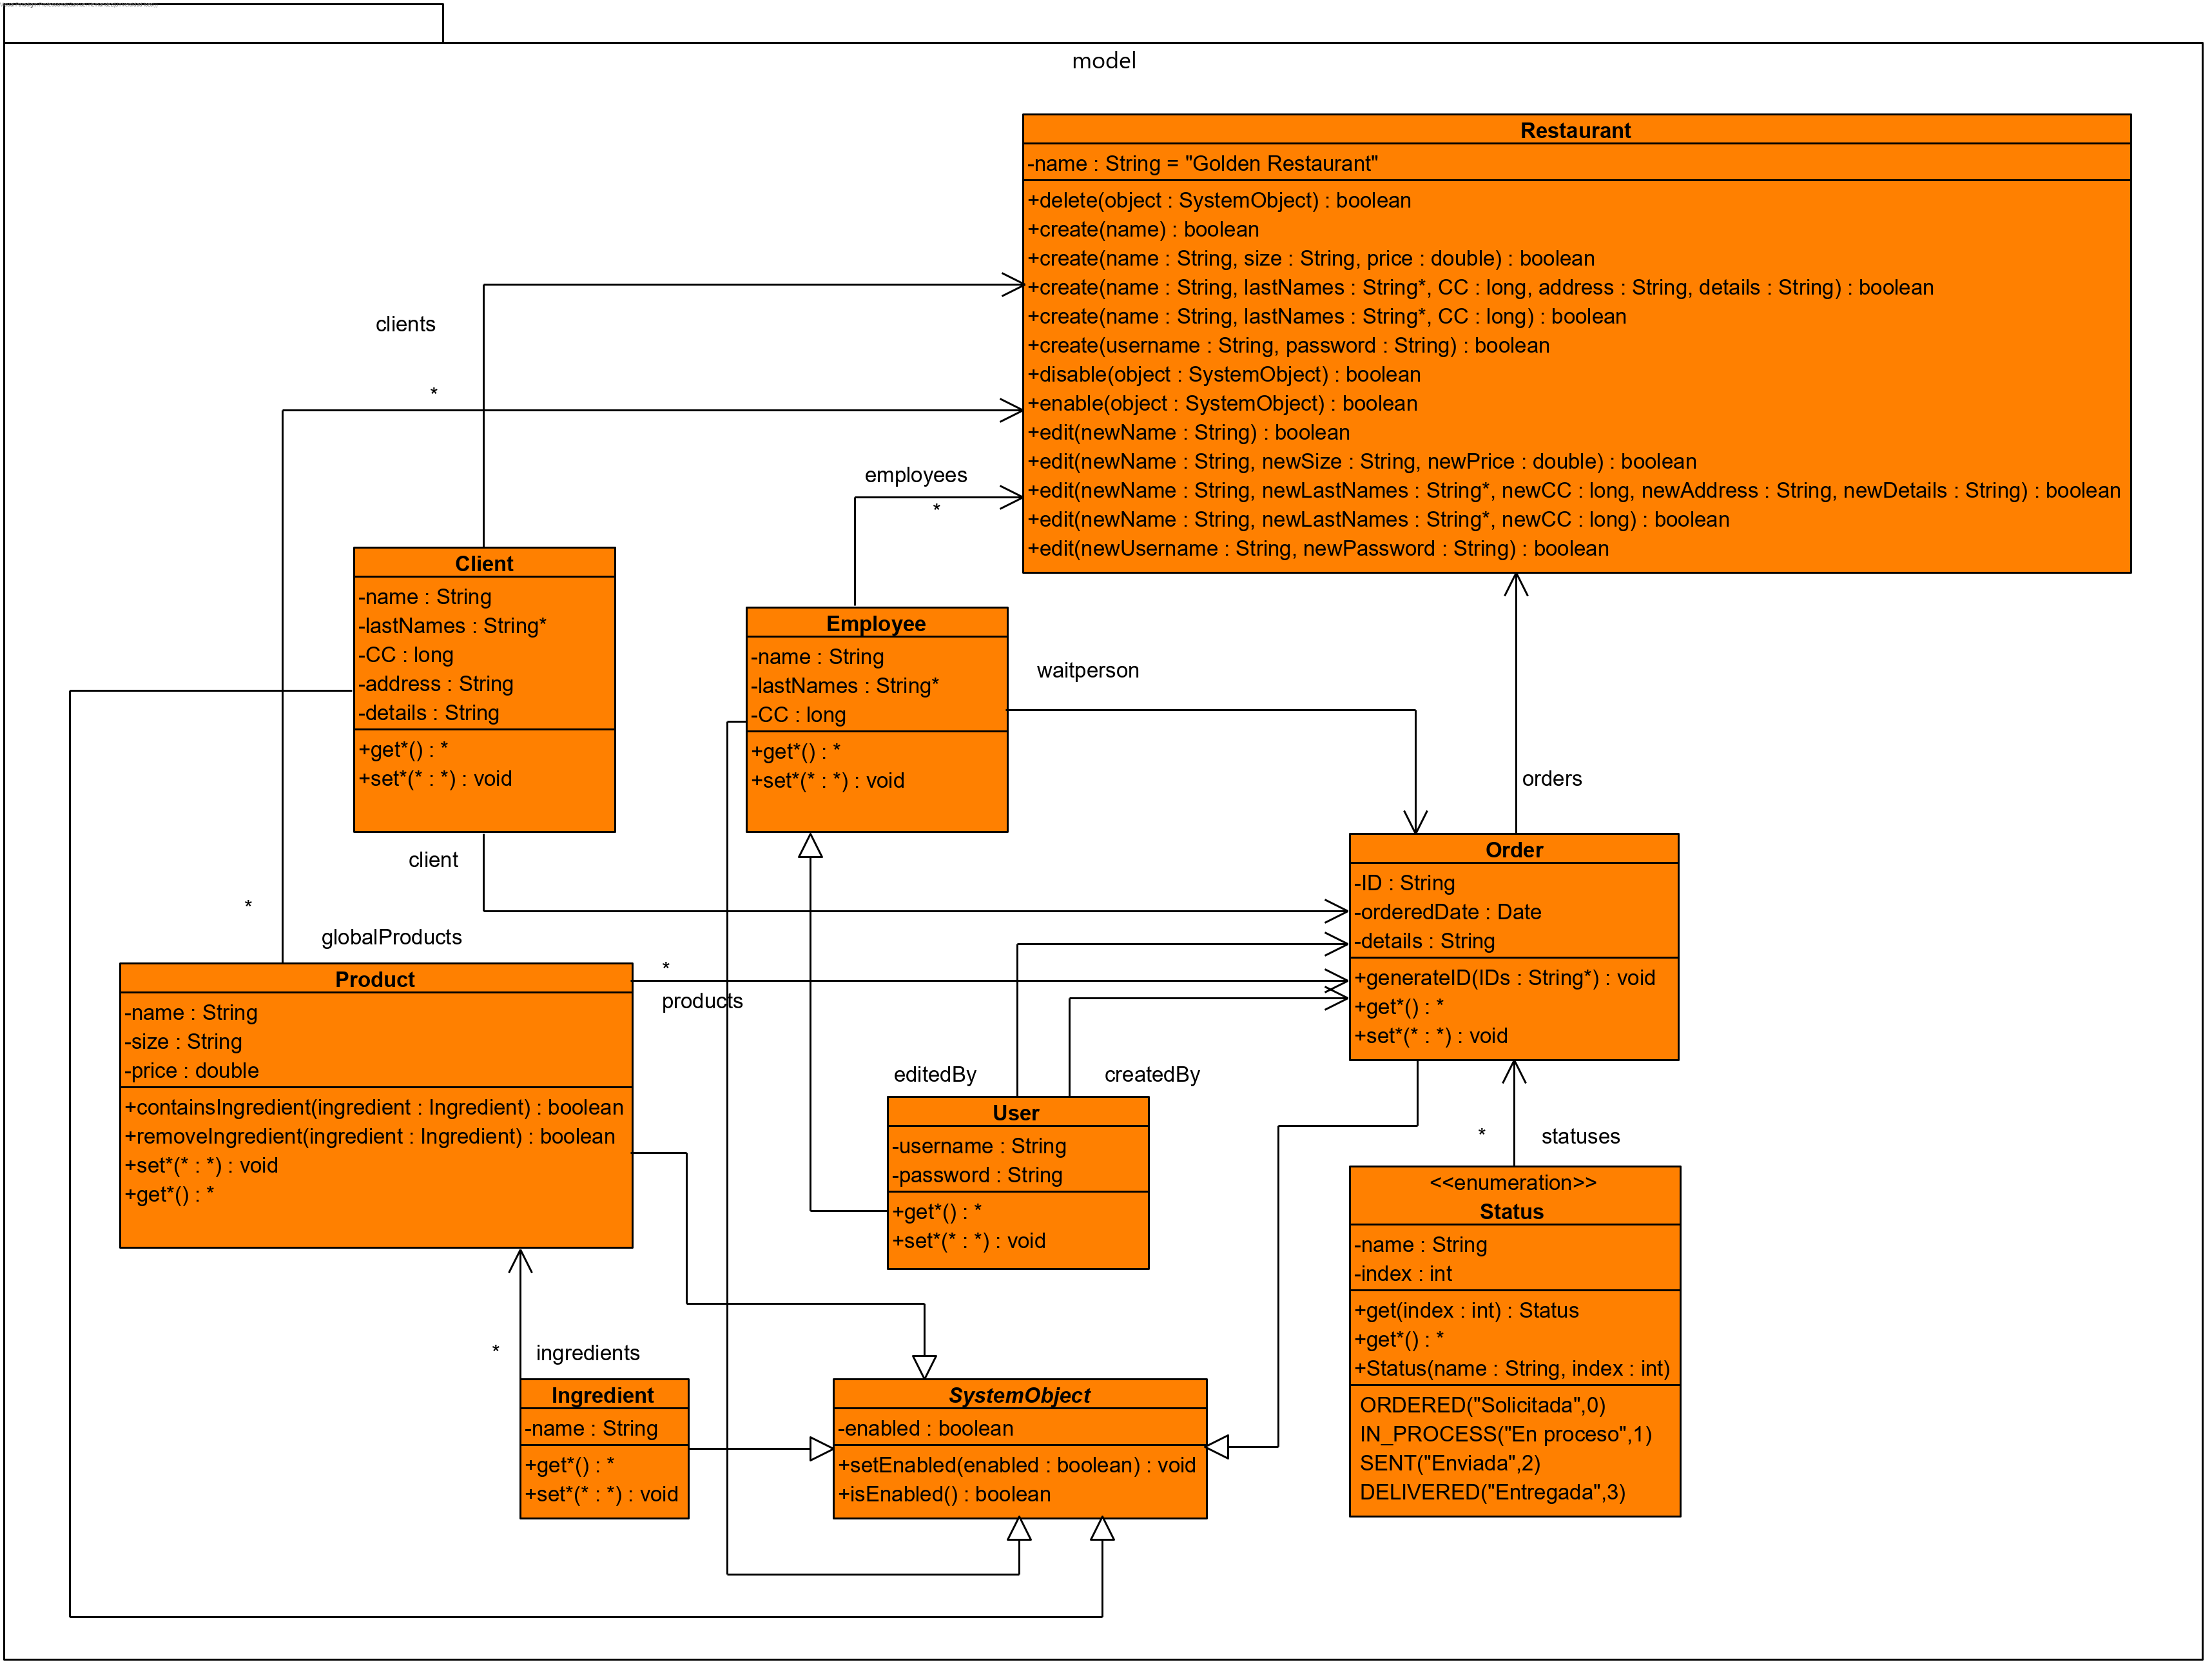 model
Restaurant
-name : String = "Golden Restaurant"
+delete(object : SystemObject) : boolean
+create(name) : boolean
+create(name : String, size : String, price : double) : boolean
+create(name : String, lastNames : String*, CC : long, address : String, details : String) : boolean
+create(name : String, lastNames : String*, CC : long) : boolean
+create(username : String, password : String) : boolean
+disable(object : SystemObject) : boolean
+enable(object : SystemObject) : boolean
+edit(newName : String) : boolean
+edit(newName : String, newSize : String, newPrice : double) : boolean
+edit(newName : String, newLastNames : String*, newCC : long, newAddress : String, newDetails : String) : boolean
+edit(newName : String, newLastNames : String*, newCC : long) : boolean
+edit(newUsername : String, newPassword : String) : boolean
clients
*
employees
*
Client
-name : String
-lastNames : String*
-CC : long
-address : String
-details : String
+get*() : *
+set*(* : *) : void
Employee
-name : String
-lastNames : String*
-CC : long
+get*() : *
+set*(* : *) : void
waitperson
orders
client
*
globalProducts
Order
-ID : String
-orderedDate : Date
-details : String
+generateID(IDs : String*) : void
+get*() : *
+set*(* : *) : void
Product
-name : String
-size : String
-price : double
+containsIngredient(ingredient : Ingredient) : boolean
+removeIngredient(ingredient : Ingredient) : boolean
+set*(* : *) : void
+get*() : *
*
products
editedBy
createdBy
User
-username : String
-password : String
+get*() : *
+set*(* : *) : void
*
statuses
<<enumeration>>
Status
-name : String
-index : int
+get(index : int) : Status
+get*() : *
+Status(name : String, index : int)
ORDERED("Solicitada",0)
IN_PROCESS("En proceso",1)
SENT("Enviada",2)
DELIVERED("Entregada",3)
*
ingredients
Ingredient
-name : String
+get*() : *
+set*(* : *) : void
SystemObject
-enabled : boolean
+setEnabled(enabled : boolean) : void
+isEnabled() : boolean